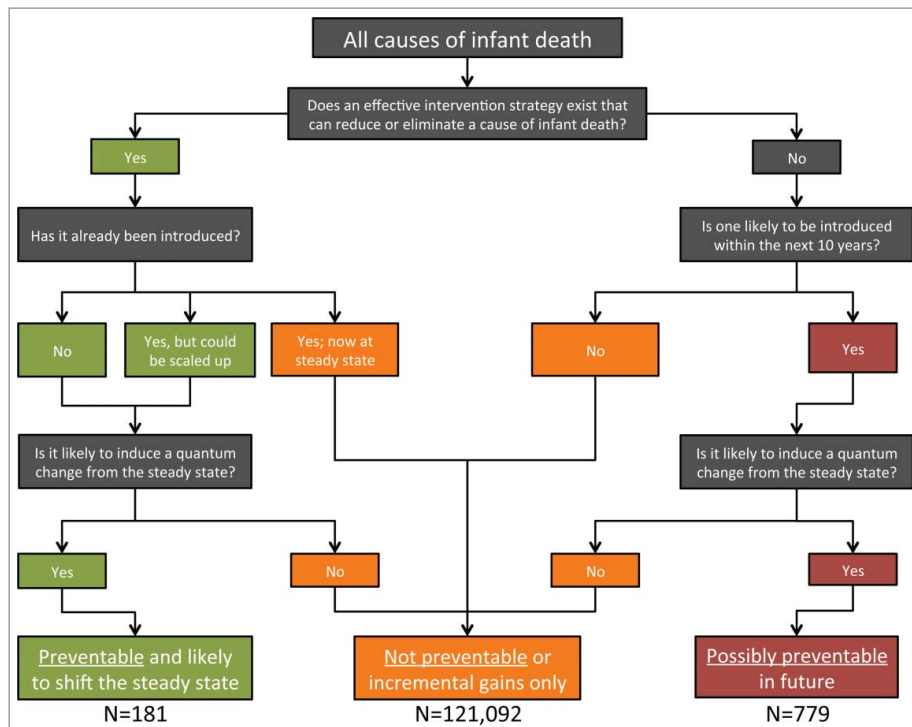 All causes of infant death
Does an effective intervention strategy exist that
can reduce or eliminate a cause of infant death?
Yes
No
Has it already been introduced?
Is one likely to be introduced
within the next 10 years?
No
Yes, but could
be scaled up
Yes; now at
steady state
No
Yes
Is it likely to induce a quantum
change from the steady state?
Is it likely to induce a quantum
change from the steady state?
Yes
No
No
Yes
Preventable and likely
to shift the steady state
Not preventable or
incremental gains only
Possibly preventable
in future
N=181
N=121,092
N=779